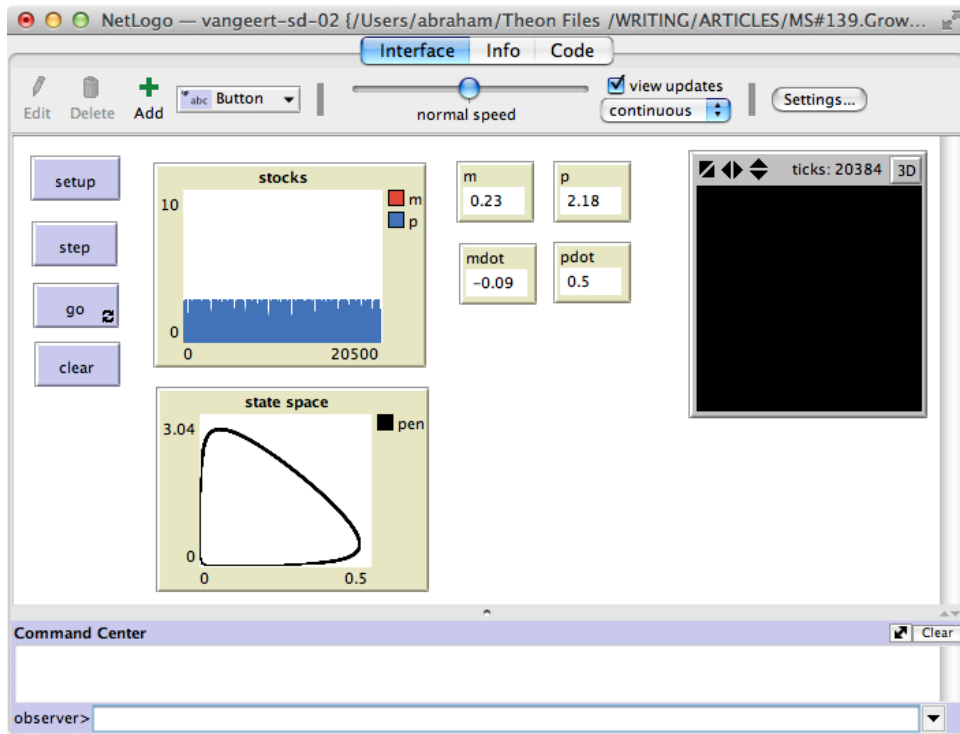 NetLogo — vangeert-sd-02 {/Users/abraham/Theon Files /WRITING/ARTICLES/MS#139.Grow...
Interface Info Code
Edit Delete Add abc Button normal speed view updates continuous Settings...
setup
step
go
clear
stocks
10
0
0 20500
m
p
state space
3.04
0
0 0.5
pen
m
0.23
p
2.18
mdot
-0.09
pdot
0.5
ticks: 20384 3D
Command Center Clear
observer>